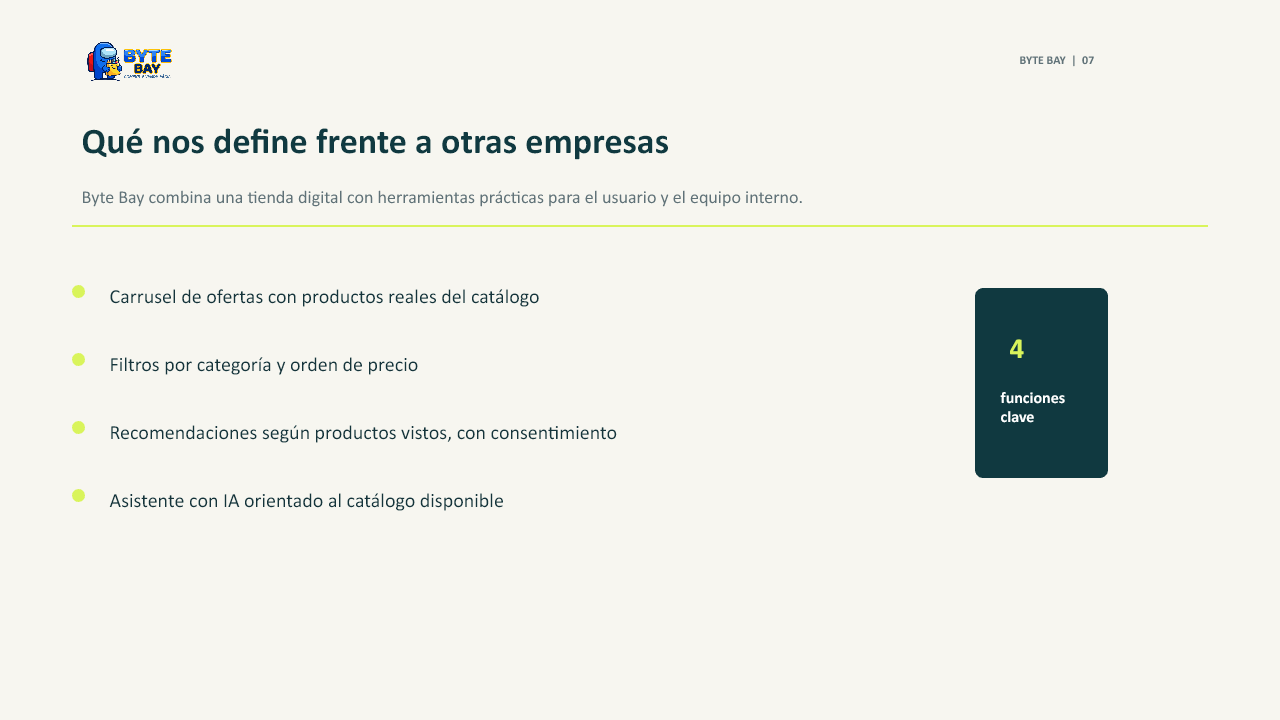 BYTE
BAY
BYTE BAY | 07
Qué nos define frente a otras empresas
Byte Bay combina una tienda digital con herramientas prácticas para el usuario y el equipo interno.
Carrusel de ofertas con productos reales del catálogo
Filtros por categoría y orden de precio
Recomendaciones según productos vistos, con consentimiento
Asistente con IA orientado al catálogo disponible
4
funciones
clave